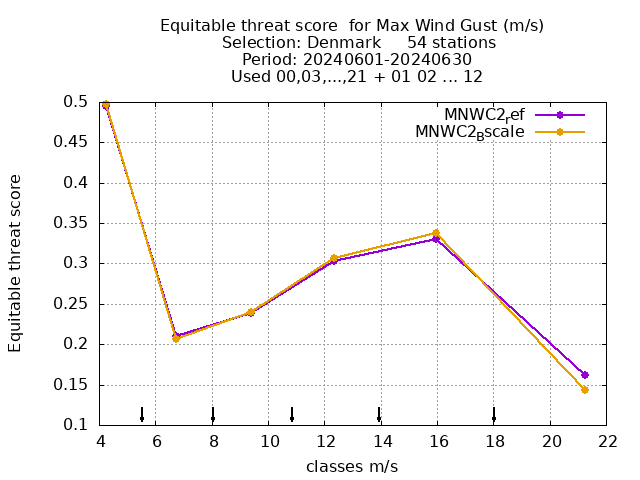 Equitable threat score  for Max Wind Gust (m/s)
Selection: Denmark     54 stations
Period: 20240601-20240630
Used 00,03,...,21 + 01 02 ... 12
MNWC2ref
MNWC2Bscale
Equitable threat score
0.5
0.45
0.4
0.35
0.3
0.25
0.2
0.15
0.1
4 6 8 10 12 14 16 18 20 22
classes m/s